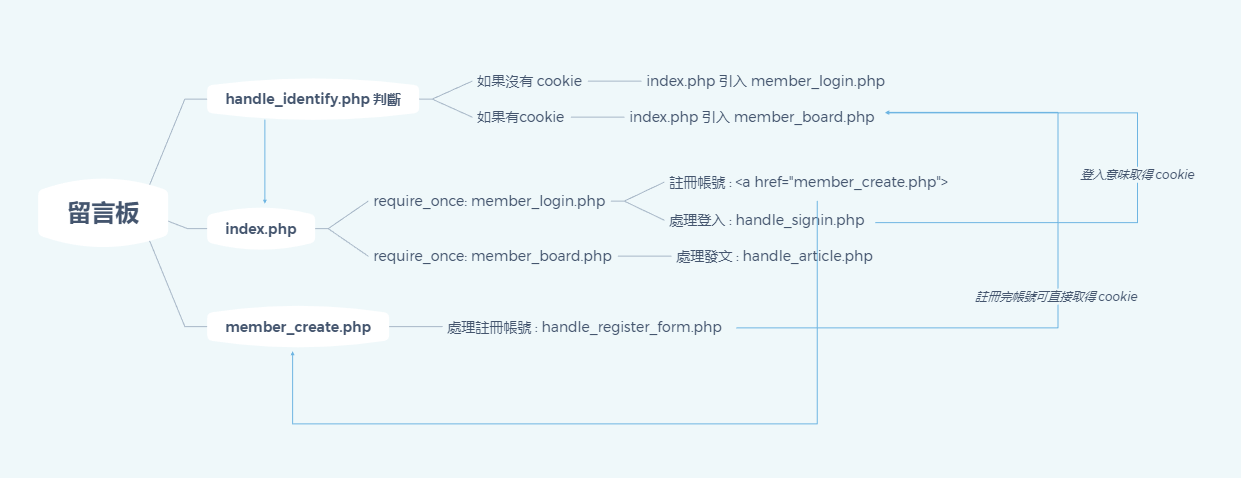 留言板
handle_identify.php 判斷
如果沒有 cookie
index.php 引入 member_login.php
如果有cookie
index.php 引入 member_board.php
登入意味取得 cookie
index.php
require_once: member_login.php
註冊帳號 : <a href="member_create.php">
處理登入 : handle_signin.php
require_once: member_board.php
處理發文 : handle_article.php
註冊完帳號可直接取得 cookie
member_create.php
處理註冊帳號 : handle_register_form.php